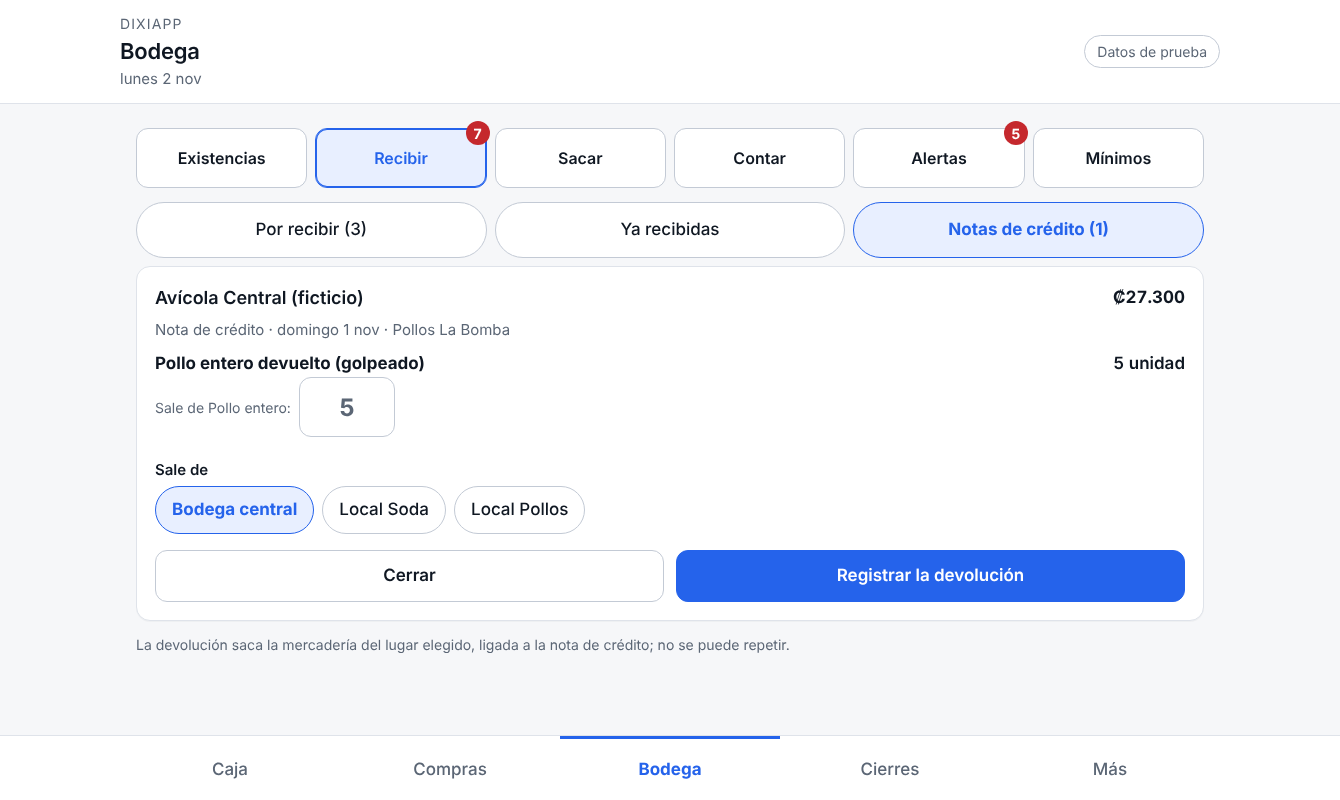 DIXIAPP
Bodega
lunes 2 nov
Datos de prueba
Existencias
Recibir
7
Sacar
Contar
Alertas
5
Mínimos
Por recibir (3)
Ya recibidas
Notas de crédito (1)
Avícola Central (ficticio)
₡27.300
Nota de crédito · domingo 1 nov · Pollos La Bomba
Pollo entero devuelto (golpeado)
5 unidad
Sale de Pollo entero:
5
Sale de
Bodega central
Local Soda
Local Pollos
Cerrar
Registrar la devolución
La devolución saca la mercadería del lugar elegido, ligada a la nota de crédito; no se puede repetir.
Caja
Compras
Bodega
Cierres
Más